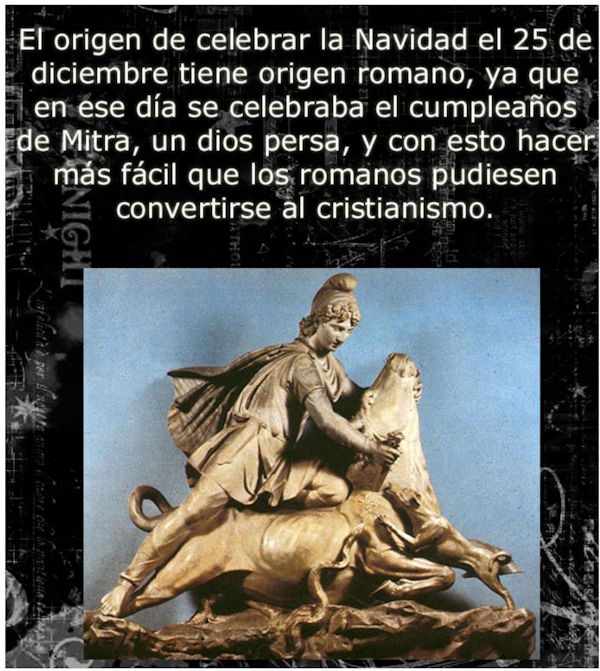 El origen de celebrar la Navidad el 25 de
diciembre tiene origen romano, ya que
en ese día se celebraba el cumpleaños
de Mitra, un dios persa, y con esto hacer
más fácil que los romanos pudiesen
convertirse al cristianismo.
NIGHT